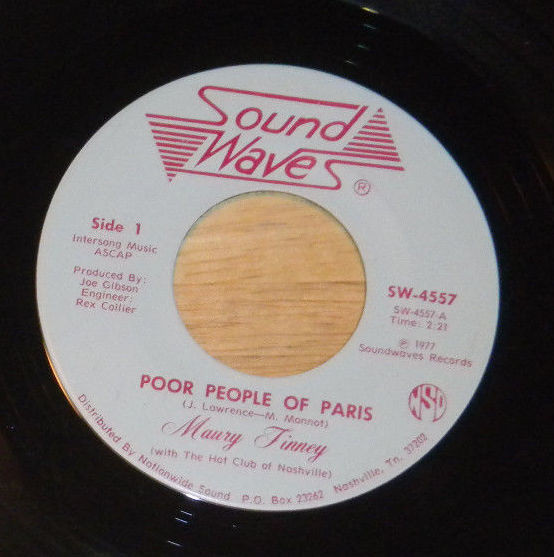 Sound
Waves ®
Side 1
Intersong Music
ASCAP
Produced By:
Joe Gibson
Engineer:
Rex Collier
SW-4557
SW-4557-A
Time: 2:21
℗ 1977
Soundwaves Records
POOR PEOPLE OF PARIS
(J. Lawrence—M. Monnot)
Maury Finney
(with The Hot Club of Nashville)
NSD
Distributed By Nationwide Sound P.O. Box 23262 Nashville, Tn. 37202